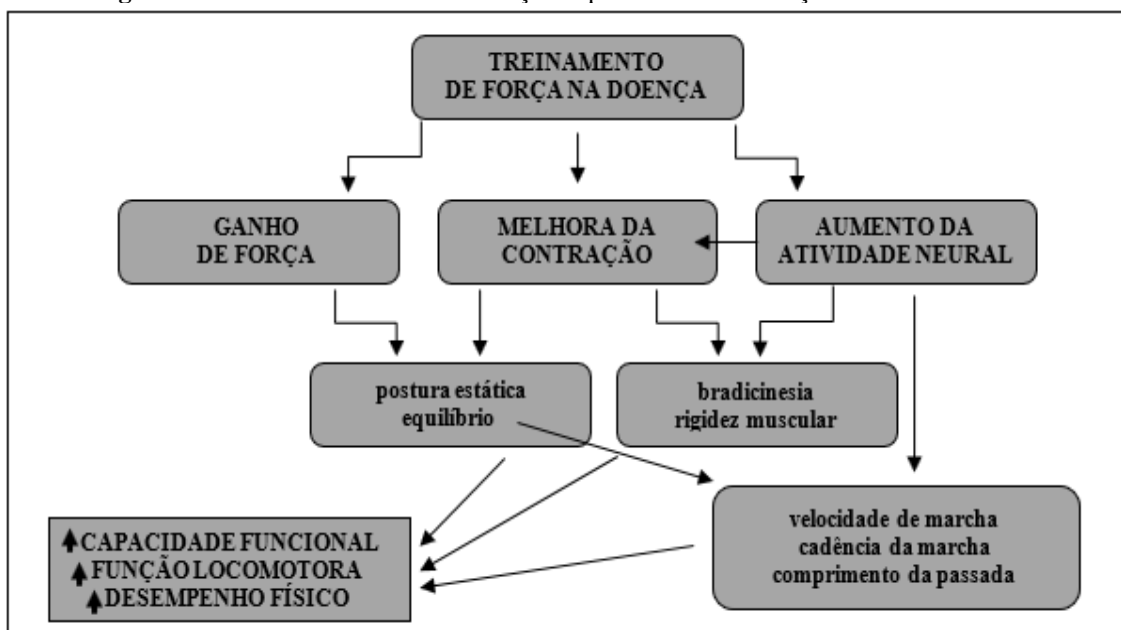 TREINAMENTO
DE FORÇA NA DOENÇA
GANHO
DE FORÇA
MELHORA DA
CONTRAÇÃO
AUMENTO DA
ATIVIDADE NEURAL
postura estática
equilíbrio
bradicinesia
rigidez muscular
velocidade de marcha
cadência da marcha
comprimento da passada
CAPACIDADE FUNCIONAL
FUNÇÃO LOCOMOTORA
DESEMPENHO FÍSICO